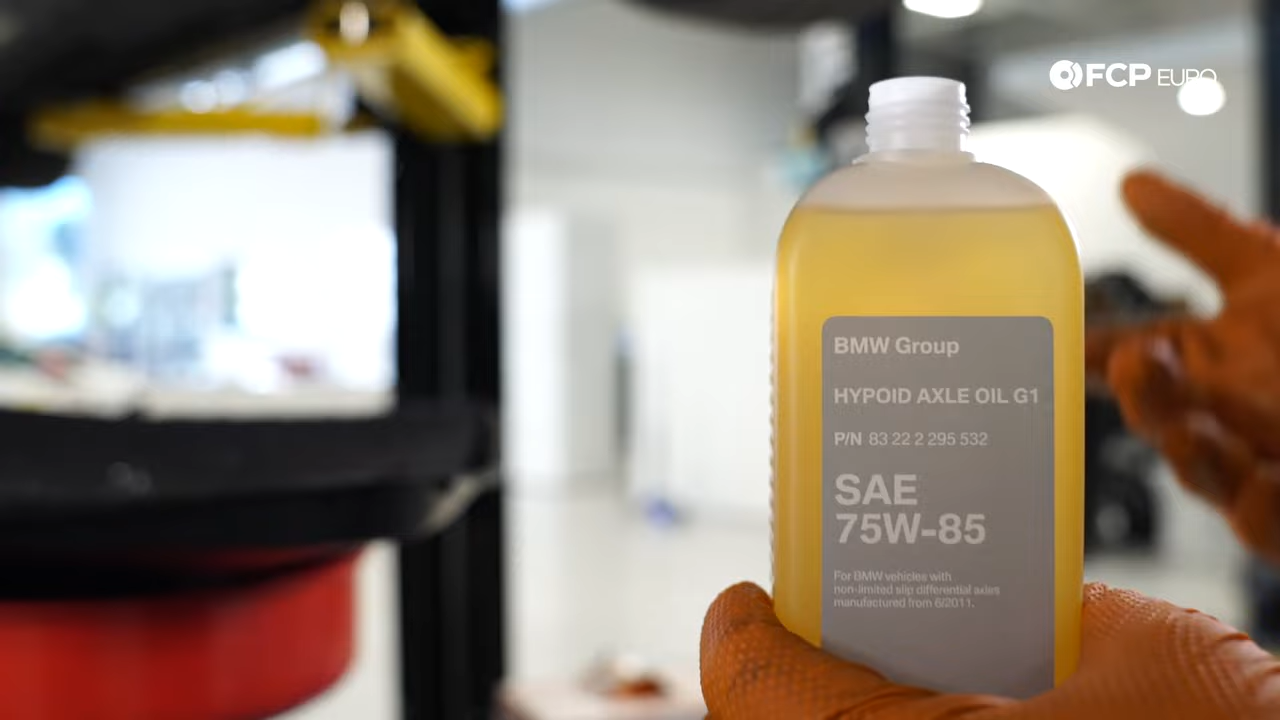 FCP EURO
BMW Group
HYPOID AXLE OIL G1
P/N 83 22 2 295 532
SAE
75W-85
For BMW vehicles with
non-limited slip differential axles
manufactured from 6/2011.